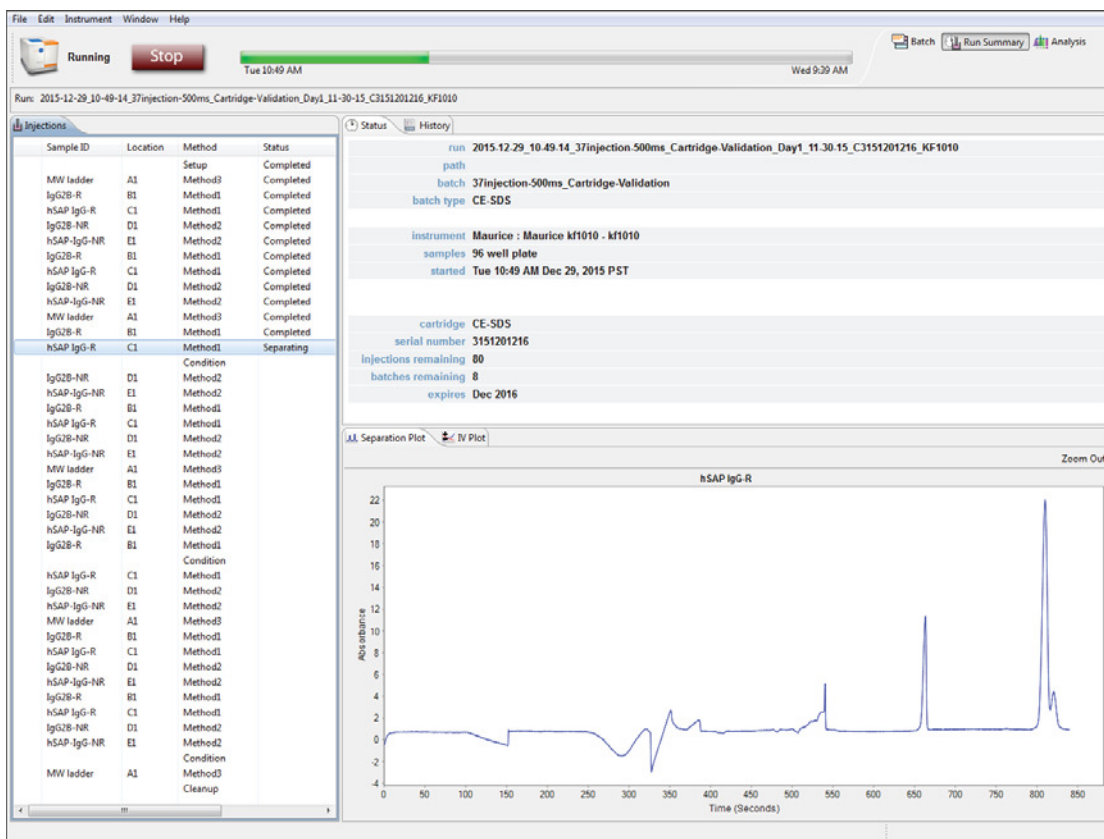 File Edit Instrument Window Help
Running Stop
Tue 10:49 AM Wed 9:39 AM
Batch Run Summary Analysis
Run: 2015-12-29_10-49-14_37injection-500ms_Cartridge-Validation_Day1_11-30-15_C3151201216_KF1010
Injections
Sample ID Location Method Status
Setup Completed
MW ladder A1 Method3 Completed
IgG2B-R B1 Method1 Completed
hSAP IgG-R C1 Method1 Completed
IgG2B-NR D1 Method2 Completed
hSAP-IgG-NR E1 Method2 Completed
IgG2B-R B1 Method1 Completed
hSAP IgG-R C1 Method1 Completed
IgG2B-NR D1 Method2 Completed
hSAP-IgG-NR E1 Method2 Completed
MW ladder A1 Method3 Completed
IgG2B-R B1 Method1 Completed
hSAP IgG-R C1 Method1 Separating
Condition
IgG2B-NR D1 Method2
hSAP-IgG-NR E1 Method2
IgG2B-R B1 Method1
hSAP IgG-R C1 Method1
IgG2B-NR D1 Method2
hSAP-IgG-NR E1 Method2
MW ladder A1 Method3
IgG2B-R B1 Method1
hSAP IgG-R C1 Method1
IgG2B-NR D1 Method2
hSAP-IgG-NR E1 Method2
IgG2B-R B1 Method1
Condition
hSAP IgG-R C1 Method1
IgG2B-NR D1 Method2
hSAP-IgG-NR E1 Method2
MW ladder A1 Method3
IgG2B-R B1 Method1
hSAP IgG-R C1 Method1
IgG2B-NR D1 Method2
hSAP-IgG-NR E1 Method2
IgG2B-R B1 Method1
hSAP IgG-R C1 Method1
IgG2B-NR D1 Method2
hSAP-IgG-NR E1 Method2
Condition
MW ladder A1 Method3
Cleanup
Status History
run 2015-12-29_10-49-14_37injection-500ms_Cartridge-Validation_Day1_11-30-15_C3151201216_KF1010
path
batch 37injection-500ms_Cartridge-Validation
batch type CE-SDS
instrument Maurice : Maurice kf1010 - kf1010
samples 96 well plate
started Tue 10:49 AM Dec 29, 2015 PST
cartridge CE-SDS
serial number 3151201216
injections remaining 80
batches remaining 8
expires Dec 2016
Separation Plot IV Plot
Zoom Out
hSAP IgG-R
22
20
18
16
14
12
10
8
6
4
2
0
-2
-4
Absorbance
0 50 100 150 200 250 300 350 400 450 500 550 600 650 700 750 800 850
Time (Seconds)